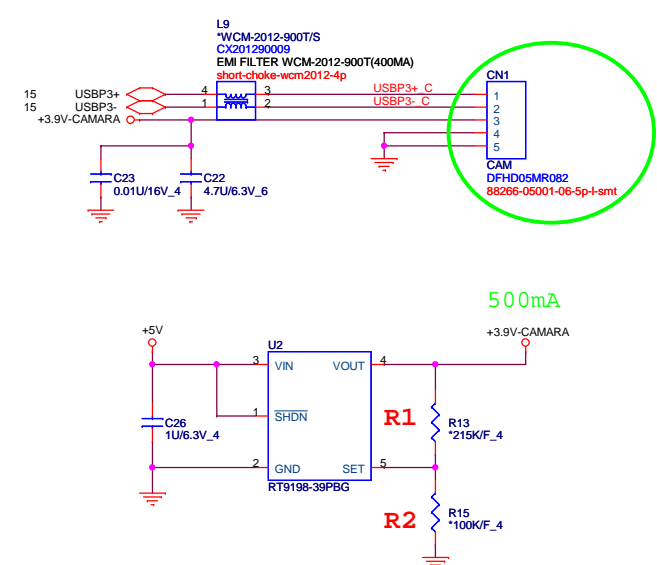 L9
*WCM-2012-900T/S
CX201290009
EMI FILTER WCM-2012-900T(400MA)
short-choke-wcm2012-4p
CN1
15 USBP3+ 4 3 USBP3+_C 1
15 USBP3- 1 2 USBP3-_C 2
+3.9V-CAMARA 3
4
5
CAM
DFHD05MR082
88266-05001-06-5p-l-smt
C23
0.01U/16V_4
C22
4.7U/6.3V_6
500mA
+5V
+3.9V-CAMARA
U2
3 VIN VOUT 4
1 SHDN
R1
R13
*215K/F_4
C26
1U/6.3V_4
2 GND SET 5
RT9198-39PBG
R2
R15
*100K/F_4